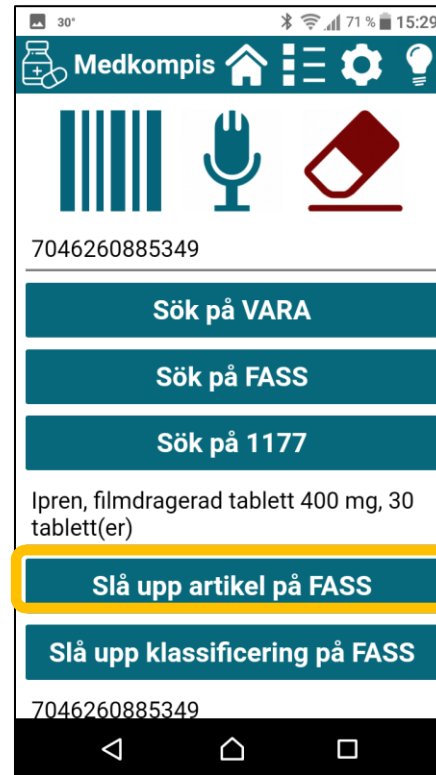 30° 71 % 15:29
Medkompis
7046260885349
Sök på VARA
Sök på FASS
Sök på 1177
Ipren, filmdragerad tablett 400 mg, 30
tablett(er)
Slå upp artikel på FASS
Slå upp klassificering på FASS
7046260885349